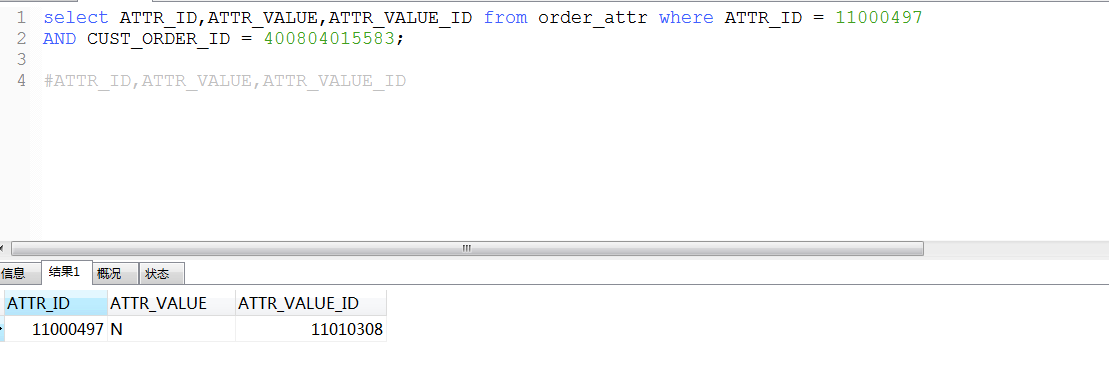 1 select ATTR_ID,ATTR_VALUE,ATTR_VALUE_ID from order_attr where ATTR_ID = 11000497
2 AND CUST_ORDER_ID = 400804015583;
3
4 #ATTR_ID,ATTR_VALUE,ATTR_VALUE_ID
信息 结果1 概况 状态
ATTR_ID ATTR_VALUE ATTR_VALUE_ID
11000497 N 11010308